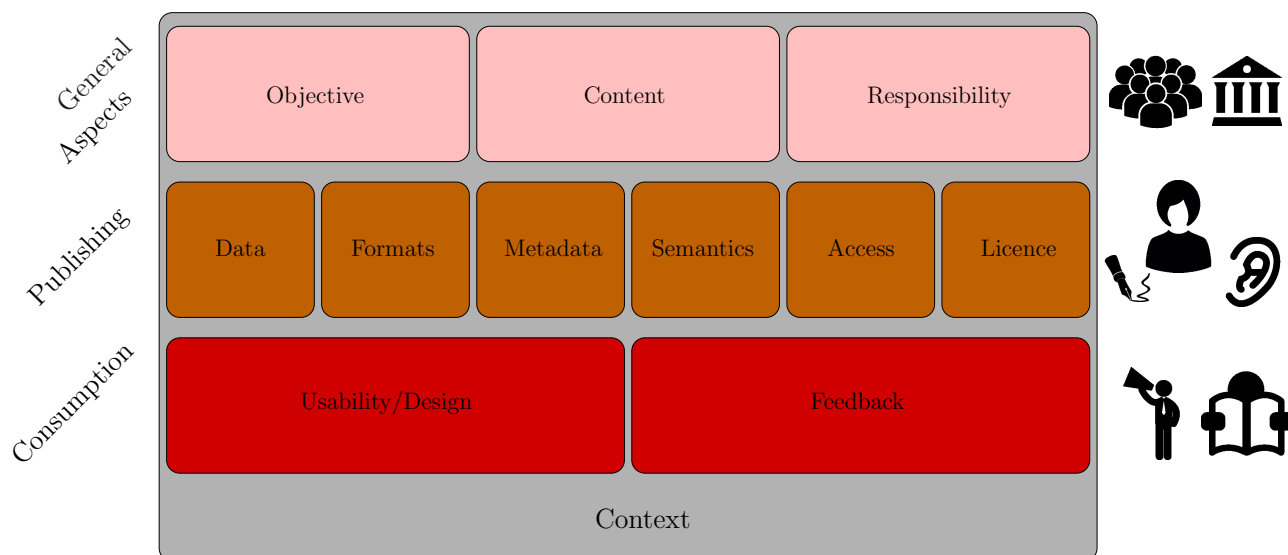 General
Aspects
Objective
Content
Responsibility
Publishing
Data
Formats
Metadata
Semantics
Access
Licence
Consumption
Usability/Design
Feedback
Context